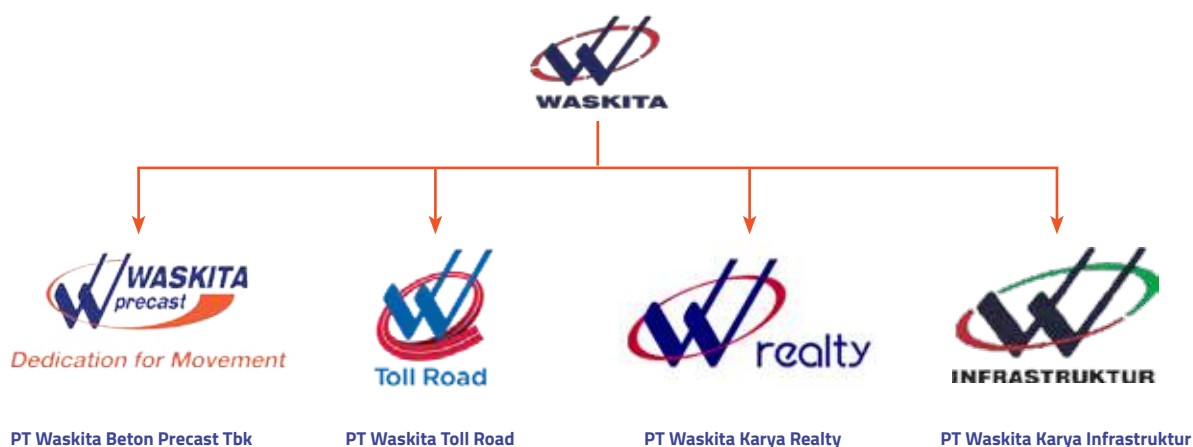 WASKITA
WASKITA
precast
Dedication for Movement
Toll Road
realty
INFRASTRUKTUR
PT Waskita Beton Precast Tbk
PT Waskita Toll Road
PT Waskita Karya Realty
PT Waskita Karya Infrastruktur